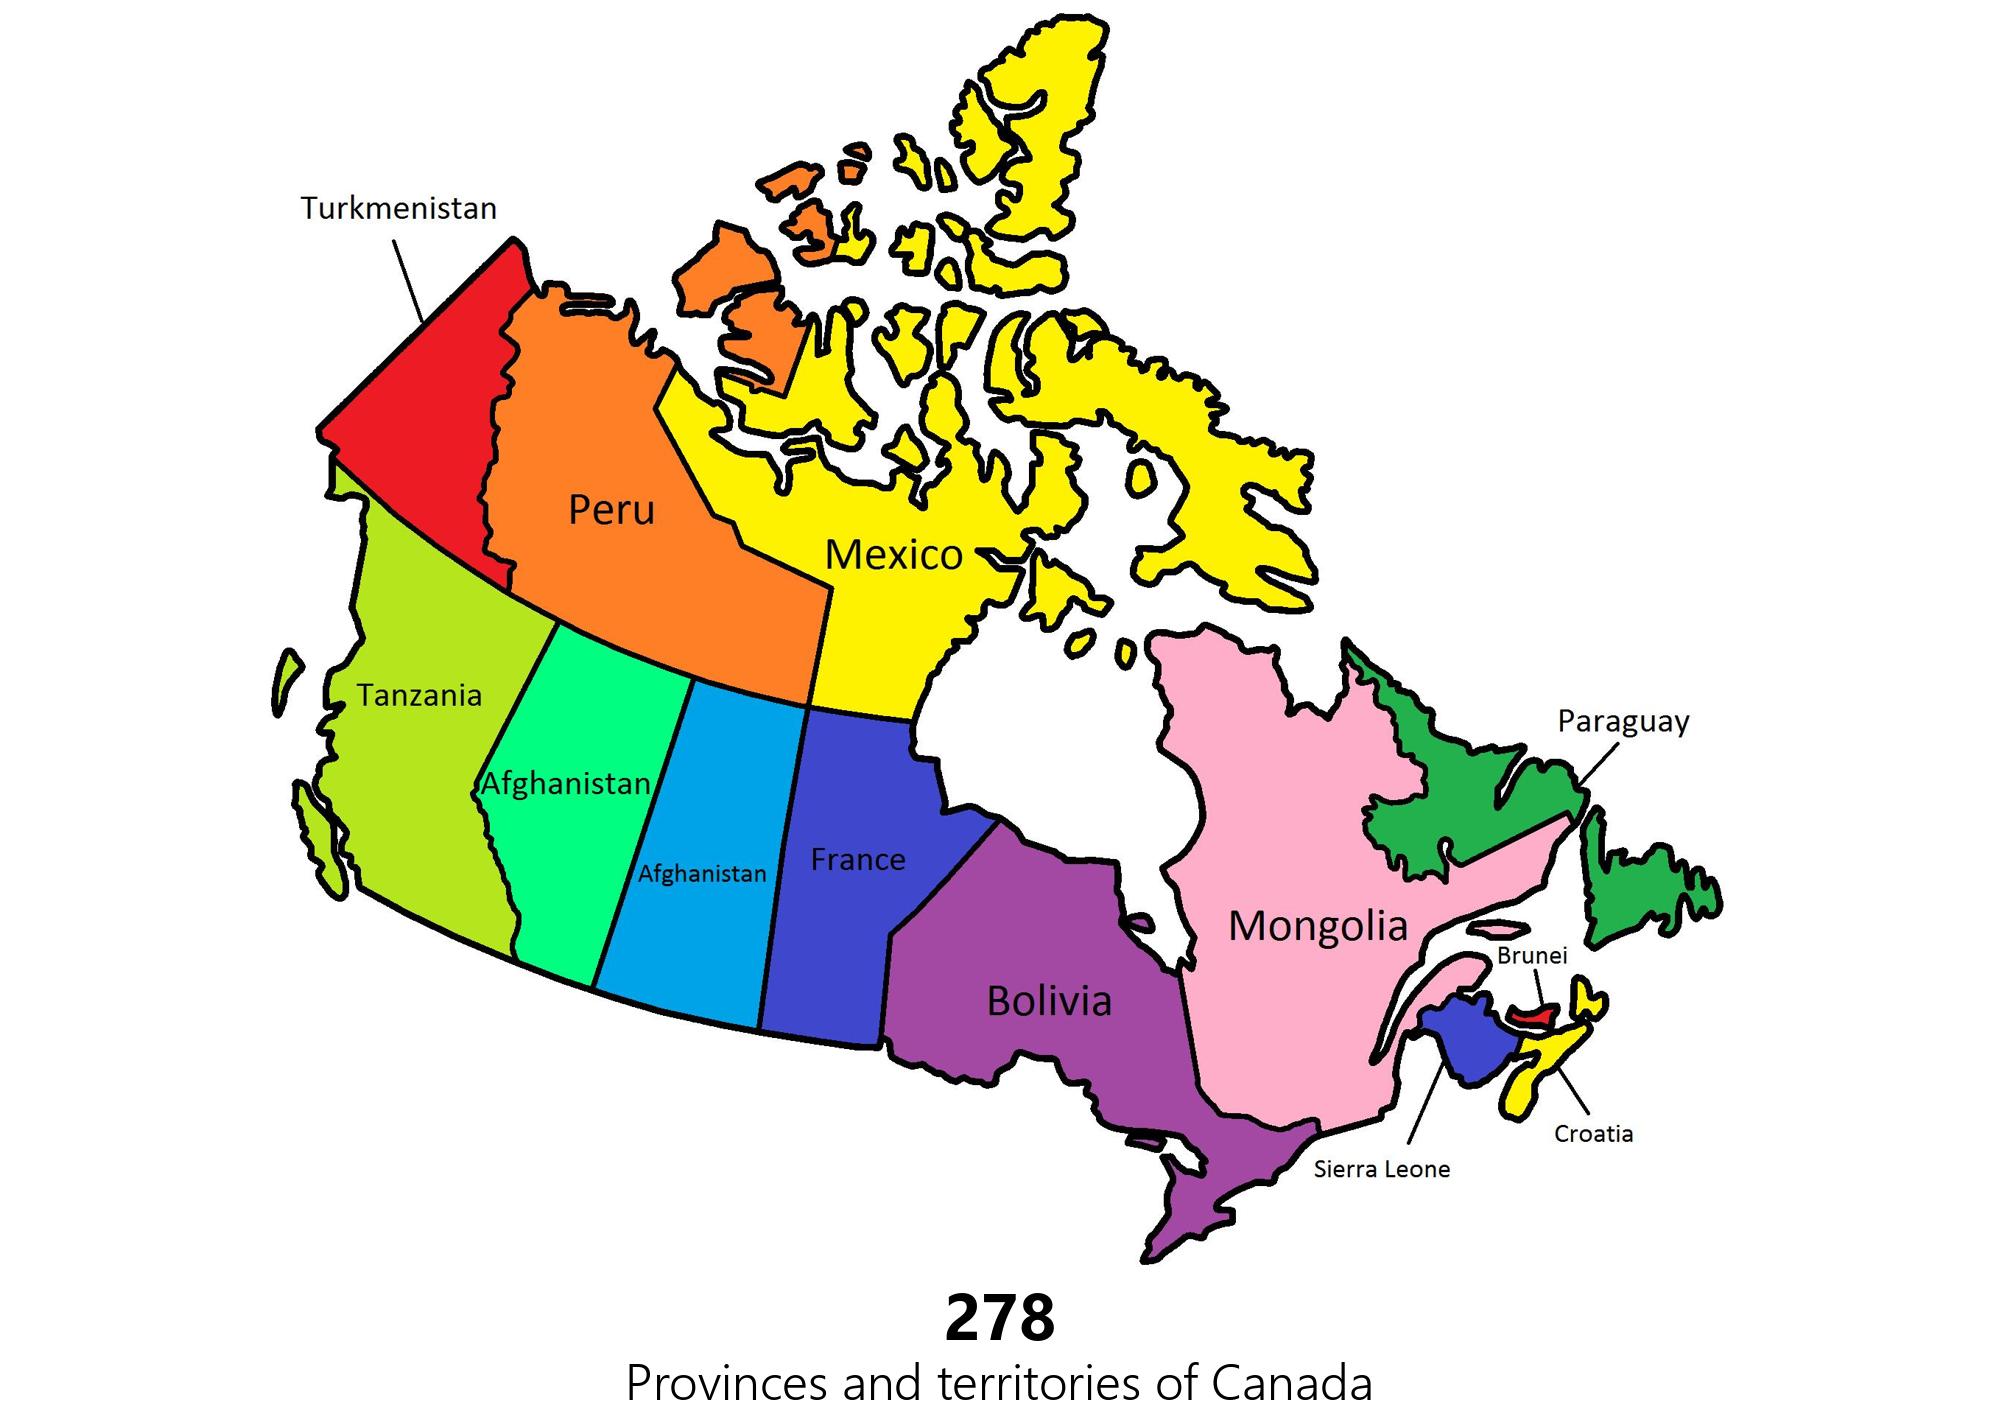 Turkmenistan
Peru
Mexico
Tanzania
Paraguay
Afghanistan
France
Afghanistan
Mongolia
Brunei
Bolivia
Croatia
Sierra Leone
278
Provinces and territories of Canada